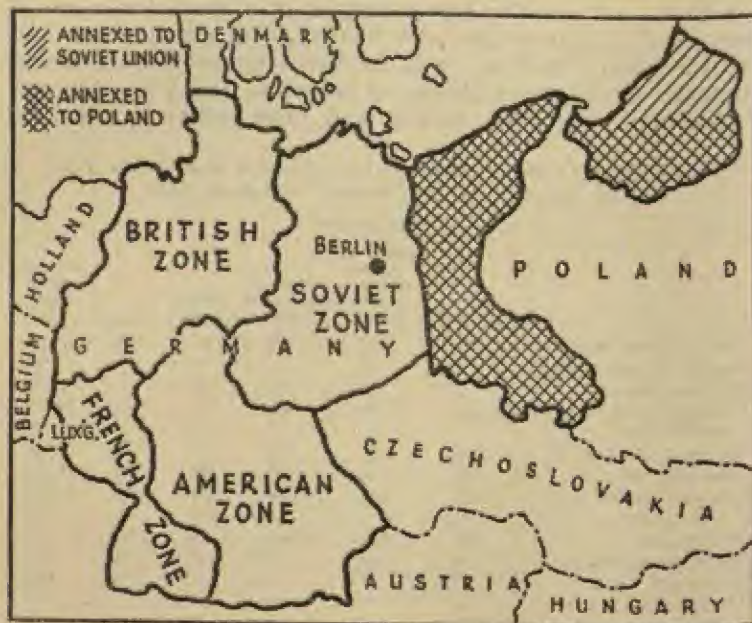 ANNEXED TO
SOVIET UNION
ANNEXED
TO POLAND
DENMARK
HOLLAND
BELGIUM
LUX'G.
BRITISH
ZONE
BERLIN
SOVIET
ZONE
GERMANY
POLAND
FRENCH
ZONE
AMERICAN
ZONE
CZECHOSLOVAKIA
AUSTRIA
HUNGARY